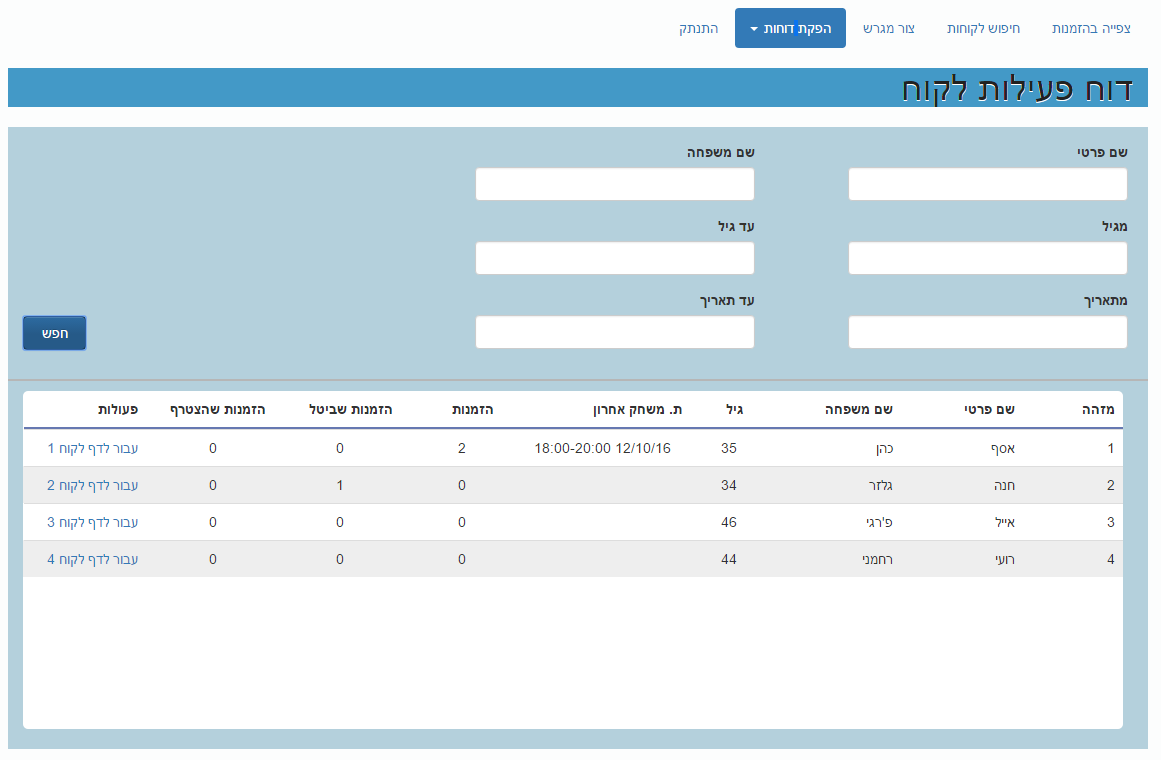 צפייה בהזמנות חיפוש לקוחות צור מגרש הפקת דוחות התנתק
דוח פעילות לקוח
שם פרטי שם משפחה
מגיל עד גיל
מתאריך עד תאריך
חפש
מזהה שם פרטי שם משפחה גיל ת. משחק אחרון הזמנות הזמנות שביטל הזמנות שהצטרף פעולות
1 אסף כהן 35 18:00-20:00 12/10/16 2 0 0 עבור לדף לקוח 1
2 חנה גלזר 34 0 1 0 עבור לדף לקוח 2
3 אייל פ'רגי 46 0 0 0 עבור לדף לקוח 3
4 רועי רחמני 44 0 0 0 עבור לדף לקוח 4